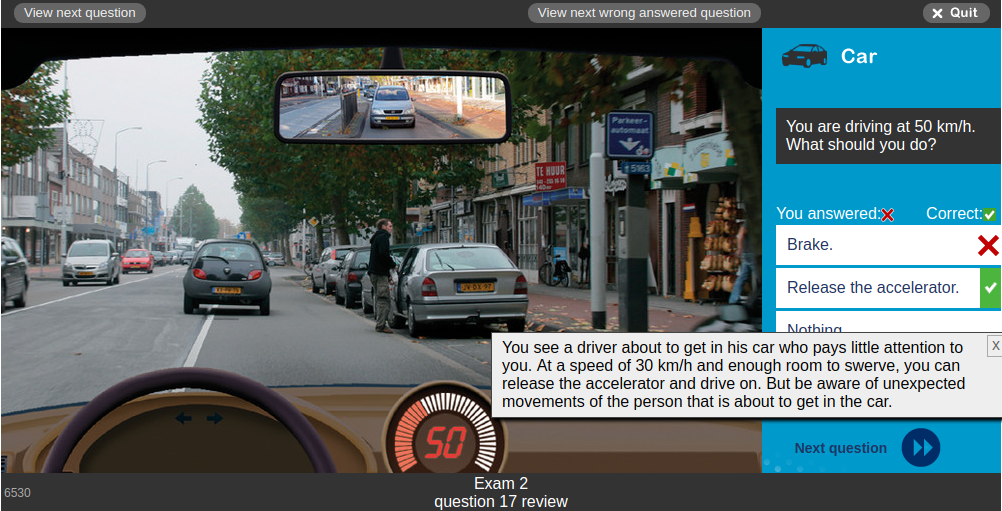 View next question
View next wrong answered question
Quit
Parkeer-
automaat
5163
TE HUUR
Car
You are driving at 50 km/h.
What should you do?
You answered:
Correct:
Brake.
Release the accelerator.
Nothing
You see a driver about to get in his car who pays little attention to
you. At a speed of 30 km/h and enough room to swerve, you can
release the accelerator and drive on. But be aware of unexpected
movements of the person that is about to get in the car.
X
50
Next question
6530
Exam 2
question 17 review